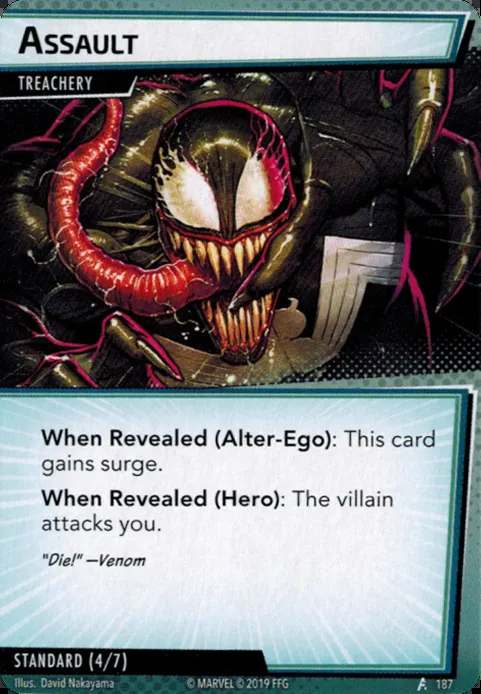 Assault
TREACHERY
When Revealed (Alter-Ego): This card
gains surge.
When Revealed (Hero): The villain
attacks you.
"Die!" —Venom
STANDARD (4/7)
Illus. David Nakayama © MARVEL © 2019 FFG 187